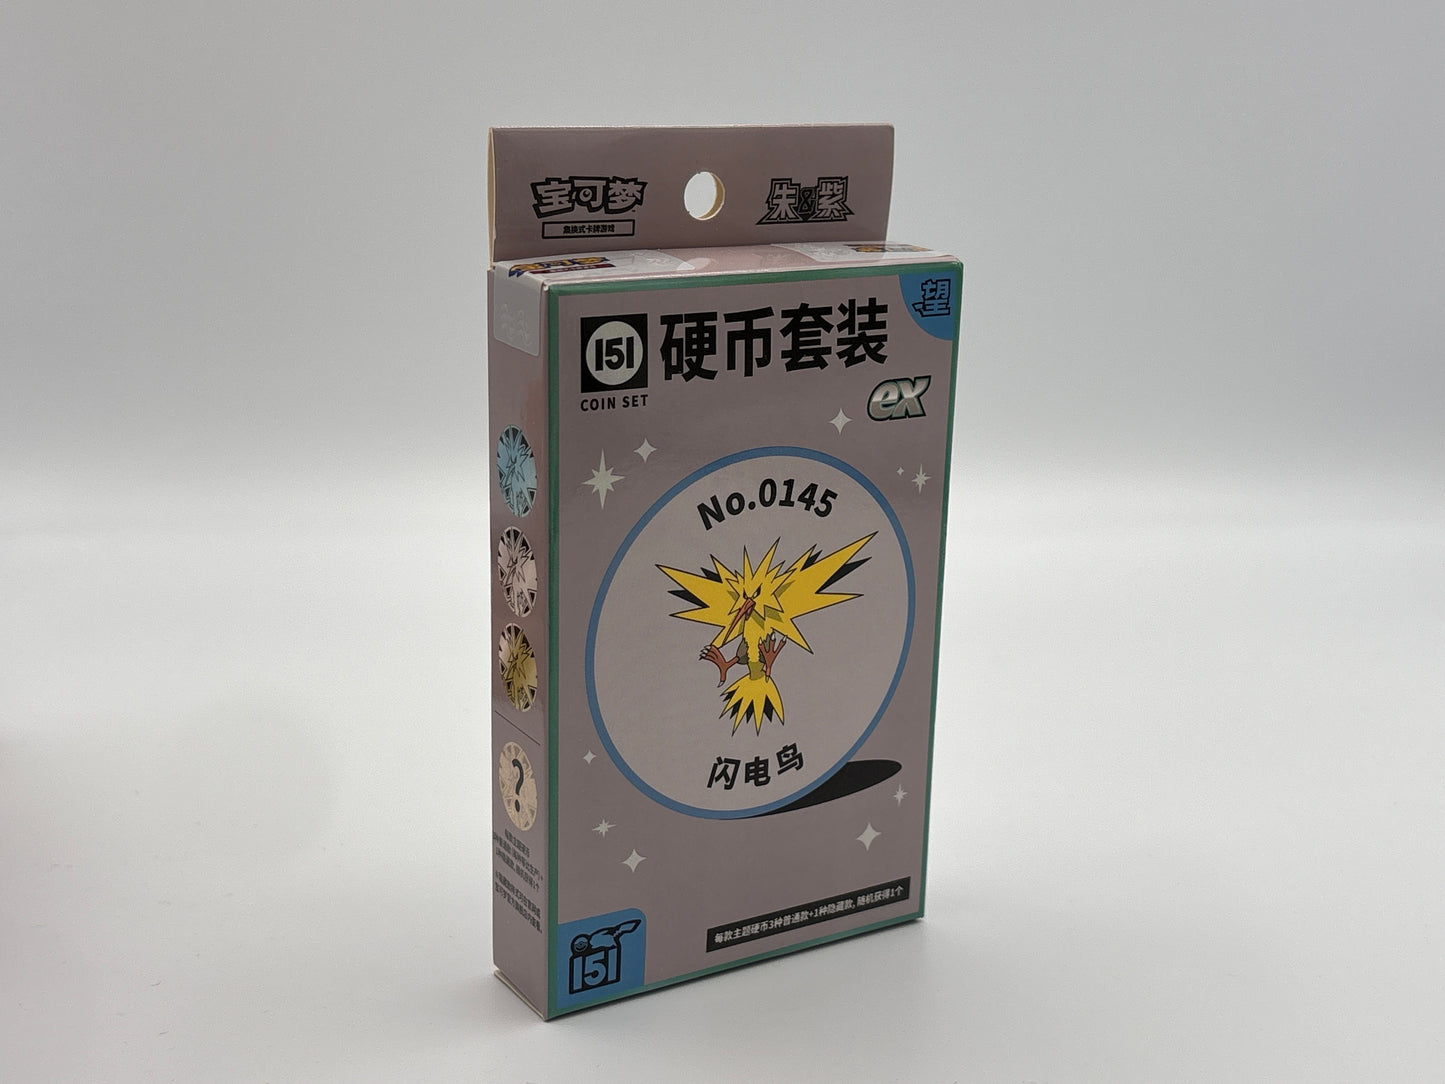 宝可梦
集换式卡牌游戏
朱&紫
望
151
硬币套装
COIN SET
ex
No.0145
闪电鸟
?
每款主题硬币3种普通款+1种隐藏款, 随机获得1个
151